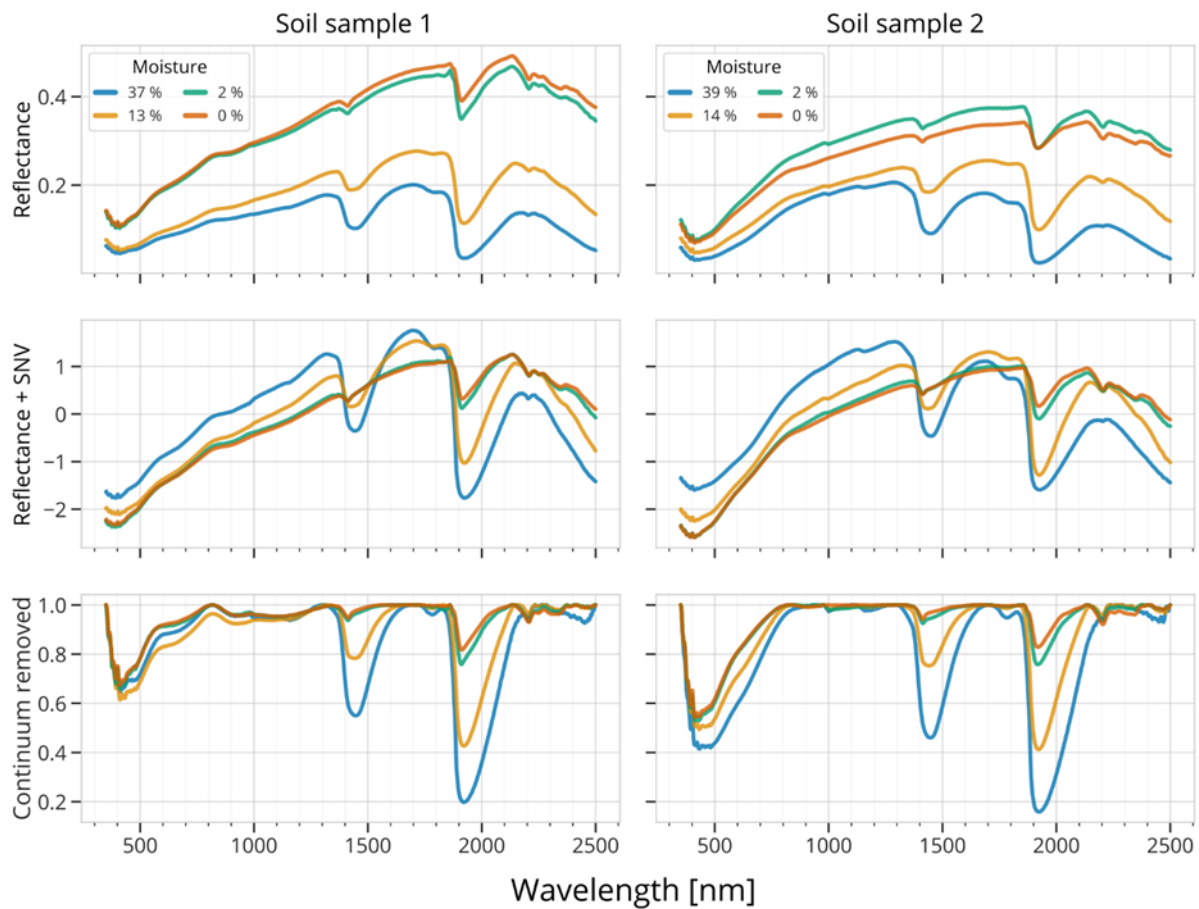 Soil sample 1
Soil sample 2
Reflectance
0.4
0.2
Moisture
37 % 2 %
13 % 0 %
Moisture
39 % 2 %
14 % 0 %
Reflectance + SNV
1
0
−1
−2
Continuum removed
1.0
0.8
0.6
0.4
0.2
500 1000 1500 2000 2500
500 1000 1500 2000 2500
Wavelength [nm]